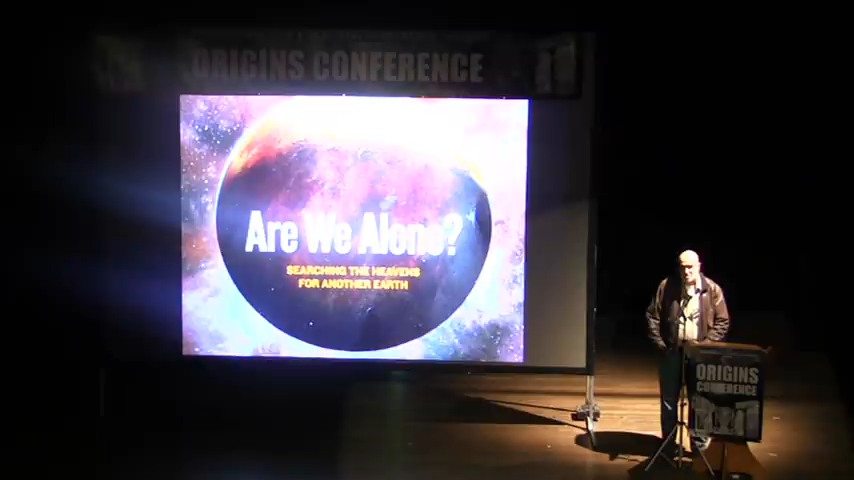 ORIGINS CONFERENCE
Are We Alone?
SEARCHING THE HEAVENS
FOR ANOTHER EARTH
ORIGINS
CONFERENCE